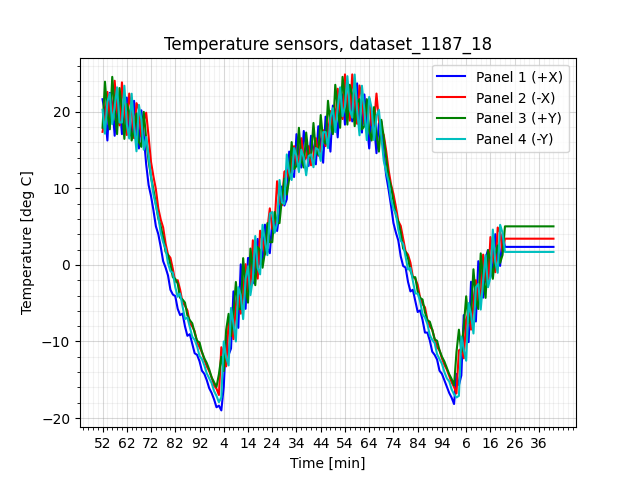 Temperature sensors, dataset_1187_18
Panel 1 (+X)
Panel 2 (-X)
Panel 3 (+Y)
Panel 4 (-Y)
Temperature [deg C]
20
10
0
−10
−20
52 62 72 82 92 4 14 24 34 44 54 64 74 84 94 6 16 26 36
Time [min]